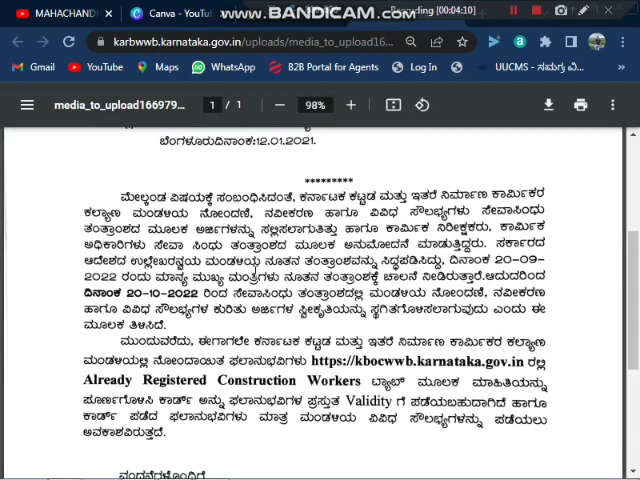 MAHACHAND
Canva - YouTu
Recording [00:04:10]
www.BANDICAM.com
karbwwb.karnataka.gov.in/uploads/media_to_upload16...
Gmail YouTube Maps WhatsApp B2B Portal for Agents Log In UUCMS - ಸಮಗ್ರ ವಿ...
media_to_upload166979... 1 / 1 98%
ಬೆಂಗಳೂರುದಿನಾಂಕ:12.01.2021.
*********
ಮೇಲ್ಕಂಡ ವಿಷಯಕ್ಕೆ ಸಂಬಂಧಿಸಿದಂತೆ, ಕರ್ನಾಟಕ ಕಟ್ಟಡ ಮತ್ತು ಇತರೆ ನಿರ್ಮಾಣ ಕಾರ್ಮಿಕರ
ಕಲ್ಯಾಣ ಮಂಡಳಿಯ ನೋಂದಣಿ, ನವೀಕರಣ ಹಾಗೂ ವಿವಿಧ ಸೌಲಭ್ಯಗಳು ಸೇವಾಸಿಂಧು
ತಂತ್ರಾಂಶದ ಮೂಲಕ ಅರ್ಜಿಗಳನ್ನು ಸಲ್ಲಿಸಲಾಗುತಿತ್ತು ಹಾಗೂ ಕಾರ್ಮಿಕ ನಿರೀಕ್ಷಕರು, ಕಾರ್ಮಿಕ
ಅಧಿಕಾರಿಗಳು ಸೇವಾ ಸಿಂಧು ತಂತ್ರಾಂಶದ ಮೂಲಕ ಅನುಮೋದನೆ ಮಾಡುತ್ತಿದ್ದರು. ಸರ್ಕಾರದ
ಆದೇಶದ ಉಲ್ಲೇಖರನ್ವಯ ಮಂಡಳಿಯು ನೂತನ ತಂತ್ರಾಂಶವನ್ನು ಸಿದ್ಧಪಡಿಸಿದ್ದು, ದಿನಾಂಕ 20-09-
2022 ರಂದು ಮಾನ್ಯ ಮುಖ್ಯ ಮಂತ್ರಿಗಳು ನೂತನ ತಂತ್ರಾಂಶಕ್ಕೆ ಚಾಲನೆ ನೀಡಿರುತ್ತಾರೆ.ಆದುದರಿಂದ
ದಿನಾಂಕ 20-10-2022 ರಿಂದ ಸೇವಾಸಿಂಧು ತಂತ್ರಾಂಶದಲ್ಲಿ ಮಂಡಳಿಯ ನೋಂದಣಿ, ನವೀಕರಣ
ಹಾಗೂ ವಿವಿಧ ಸೌಲಭ್ಯಗಳ ಕುರಿತು ಅರ್ಜಿಗಳ ಸ್ವೀಕೃತಿಯನ್ನು ಸ್ಥಗಿತಗೊಳಸಲಾಗುವುದು ಎಂದು ಈ
ಮೂಲಕ ತಿಳಿಸಿದೆ.
ಮುಂದುವರೆದು, ಈಗಾಗಲೇ ಕರ್ನಾಟಕ ಕಟ್ಟಡ ಮತ್ತು ಇತರೆ ನಿರ್ಮಾಣ ಕಾರ್ಮಿಕರ ಕಲ್ಯಾಣ
ಮಂಡಳಿಯಲ್ಲಿ ನೋಂದಾಯಿತ ಫಲಾನುಭವಿಗಳು https://kbocwwb.karnataka.gov.in ರಲ್ಲಿ
Already Registered Construction Workers ಟ್ಯಾಬ್ ಮೂಲಕ ಮಾಹಿತಿಯನ್ನು
ಪೂರ್ಣಗೊಳಿಸಿ ಕಾರ್ಡ್ ಅನ್ನು ಫಲಾನುಭವಿಗಳ ಪ್ರಸ್ತುತ Validity ಗೆ ಪಡೆಯಬಹುದಾಗಿದೆ ಹಾಗೂ
ಕಾರ್ಡ್ ಪಡೆದ ಫಲಾನುಭವಿಗಳು ಮಾತ್ರ ಮಂಡಳಿಯ ವಿವಿಧ ಸೌಲಭ್ಯಗಳನ್ನು ಪಡೆಯಲು
ಅವಕಾಶವಿರುತ್ತದೆ.
ವಂದನೆಗಳೊಂದಿಗೆ